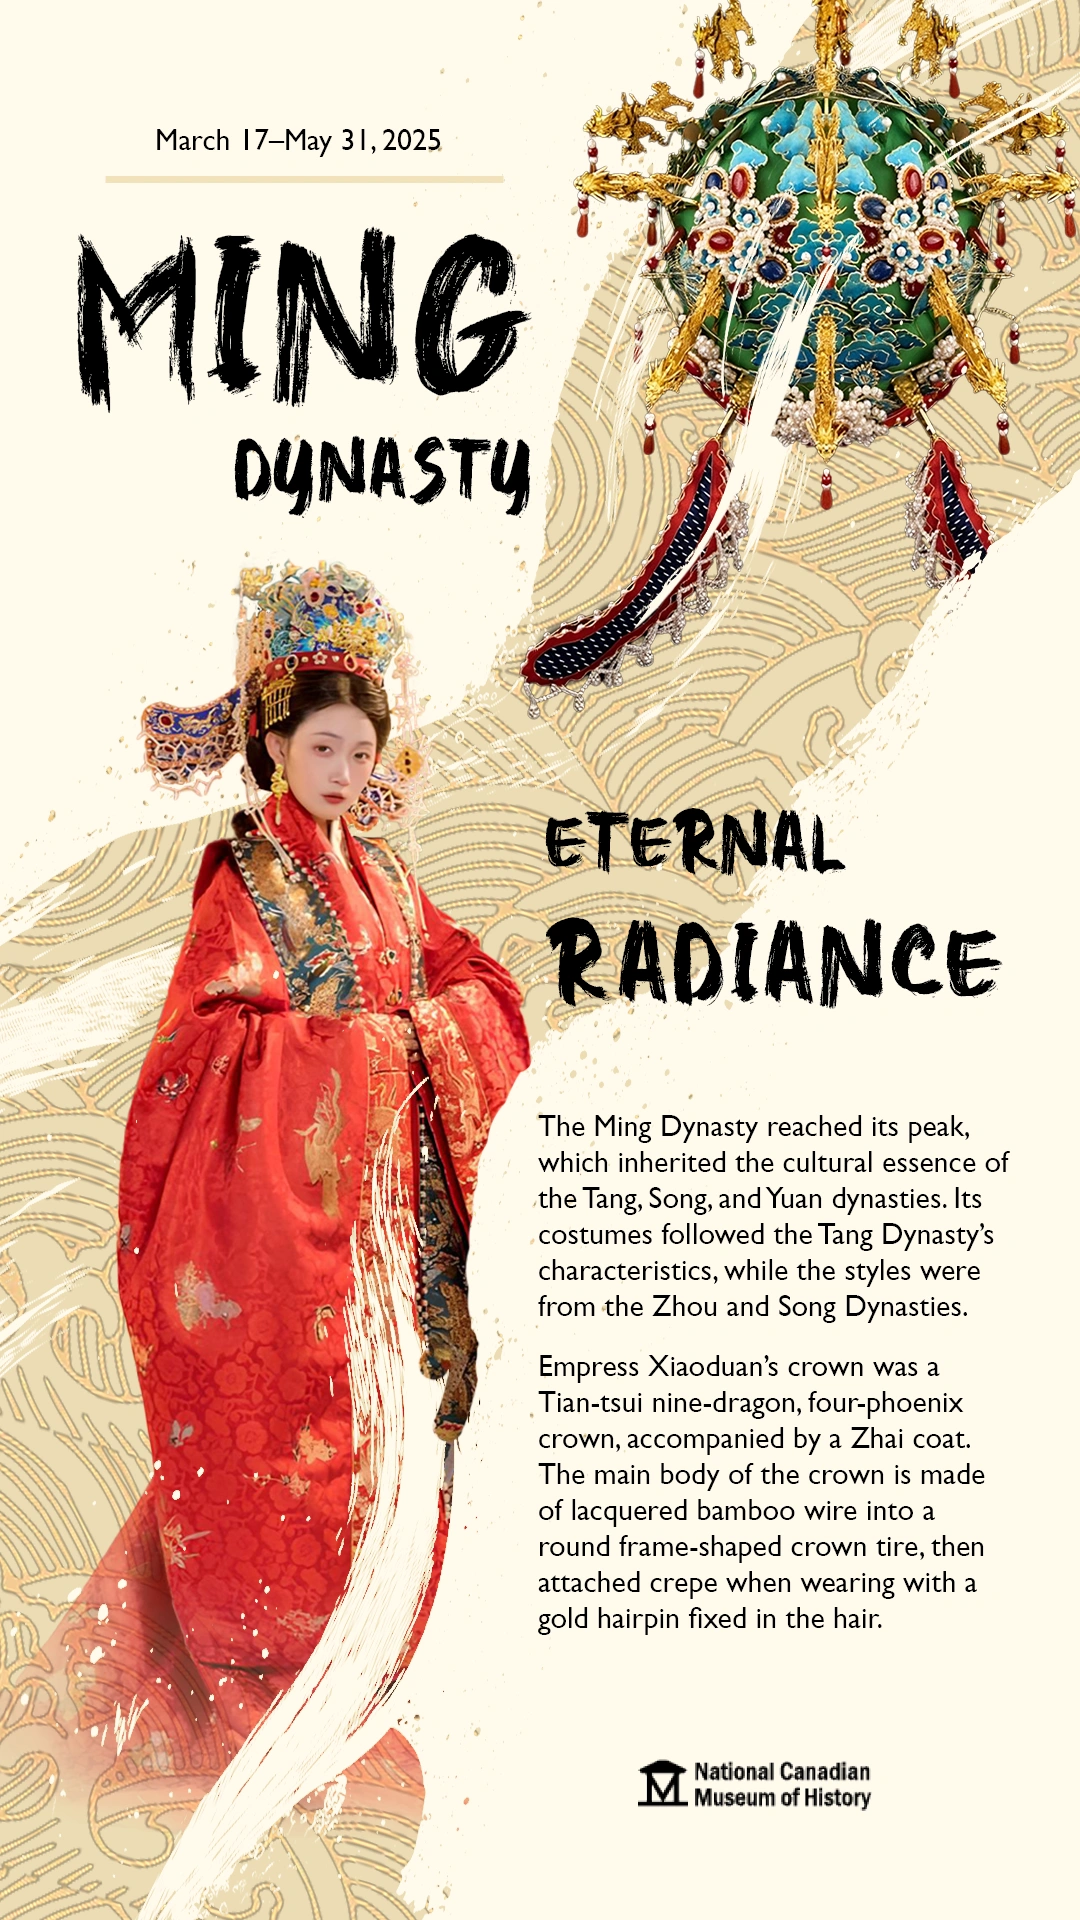 March 17–May 31, 2025
MING
DYNASTY
ETERNAL
RADIANCE
The Ming Dynasty reached its peak,
which inherited the cultural essence of
the Tang, Song, and Yuan dynasties. Its
costumes followed the Tang Dynasty’s
characteristics, while the styles were
from the Zhou and Song Dynasties.
Empress Xiaoduan’s crown was a
Tian-tsui nine-dragon, four-phoenix
crown, accompanied by a Zhai coat.
The main body of the crown is made
of lacquered bamboo wire into a
round frame-shaped crown tire, then
attached crepe when wearing with a
gold hairpin fixed in the hair.
National Canadian
Museum of History